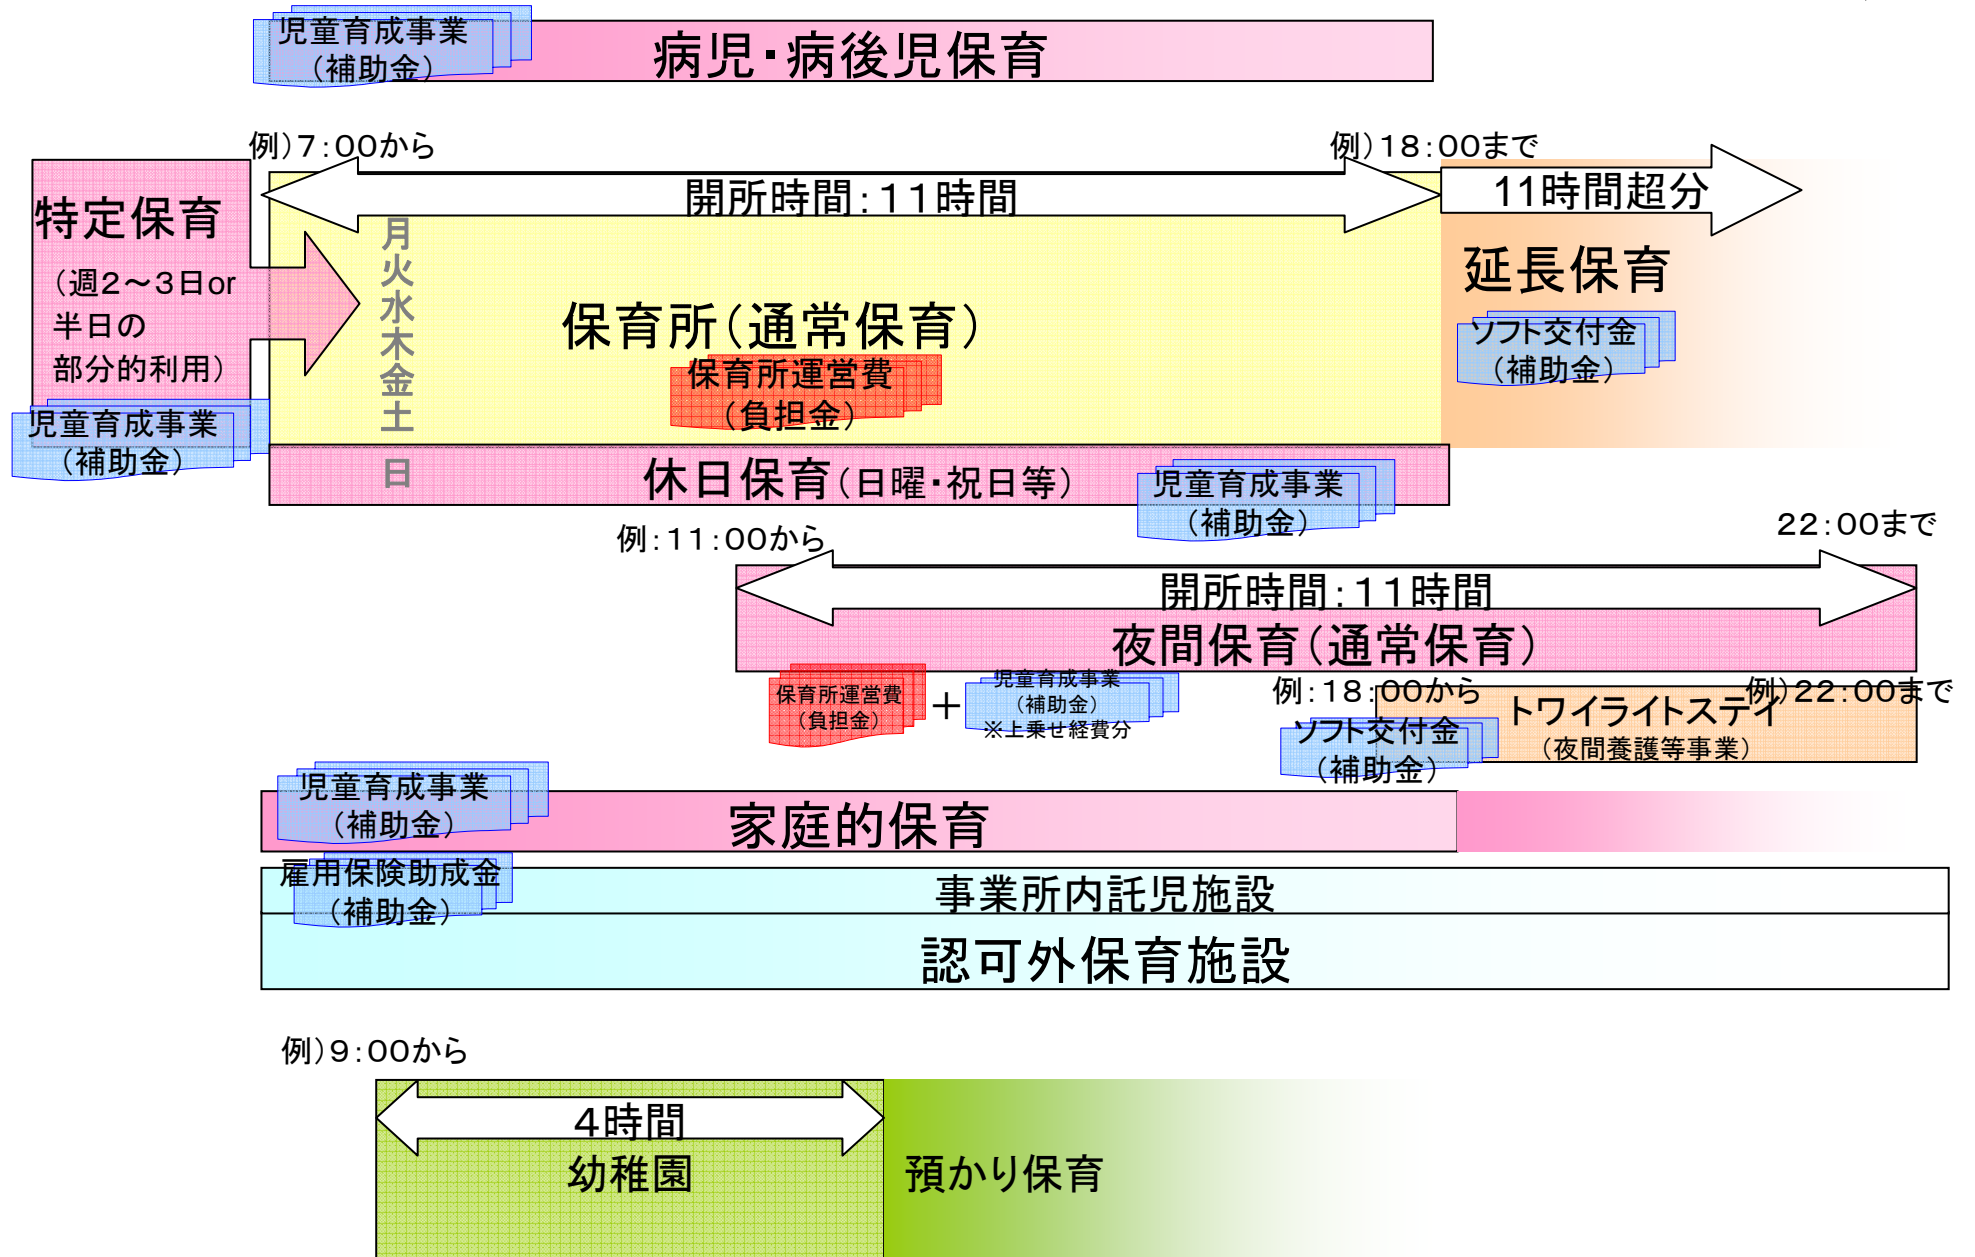 児童育成事業
（補助金）
病児・病後児保育
例）７：００から
例）１８：００まで
開所時間：１１時間
11時間超分
特定保育
（週２～３日or
半日の
部分的利用）
児童育成事業
（補助金）
月
火
水
木
金
土
日
保育所（通常保育）
保育所運営費
（負担金）
延長保育
ソフト交付金
（補助金）
休日保育（日曜・祝日等）
児童育成事業
（補助金）
例：１１：００から
２２：００まで
開所時間：１１時間
夜間保育（通常保育）
保育所運営費
（負担金）
＋
児童育成事業
（補助金）
※上乗せ経費分
例：１８：００から
例）２２：００まで
トワイライトステイ
（夜間養護等事業）
ソフト交付金
（補助金）
児童育成事業
（補助金）
家庭的保育
雇用保険助成金
（補助金）
事業所内託児施設
認可外保育施設
例）９：００から
４時間
幼稚園
預かり保育